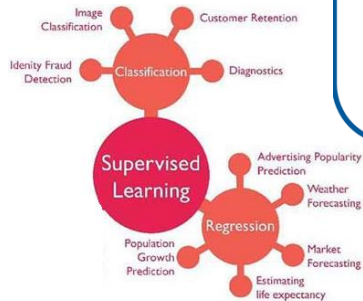 Image
Classification
Customer Retention
Idenity Fraud
Detection
Classification
Diagnostics
Supervised
Learning
Advertising Popularity
Prediction
Weather
Forecasting
Regression
Population
Growth
Prediction
Market
Forecasting
Estimating
life expectancy